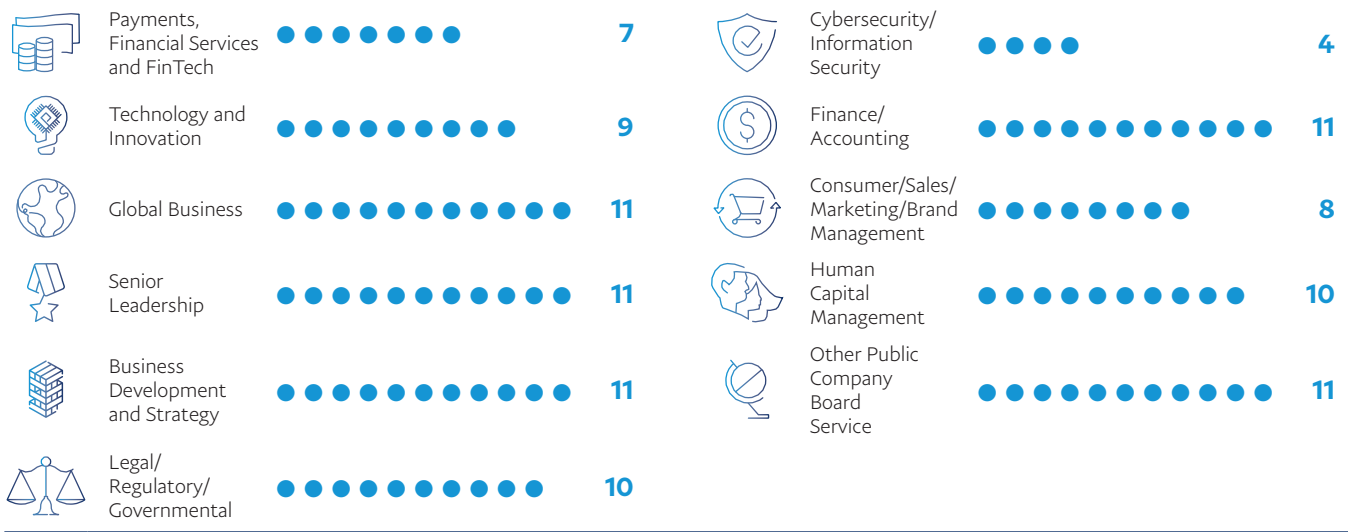 Payments,
Financial Services
and FinTech
7
Technology and
Innovation
9
Global Business
11
Senior
Leadership
11
Business
Development
and Strategy
11
Legal/
Regulatory/
Governmental
10
Cybersecurity/
Information
Security
4
Finance/
Accounting
$
11
Consumer/Sales/
Marketing/Brand
Management
8
Human
Capital
Management
10
Other Public
Company
Board
Service
11